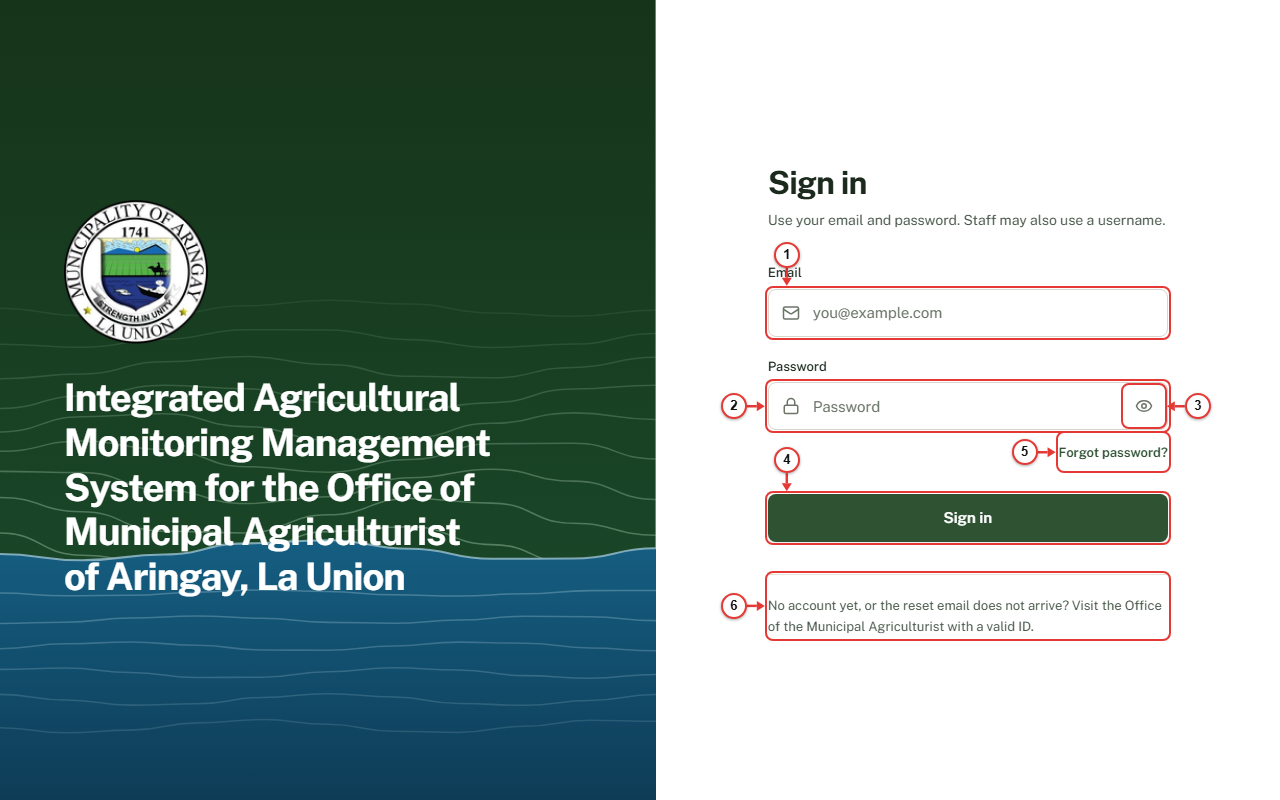 MUNICIPALITY OF ARINGAY
1741
STRENGTH IN UNITY
LA UNION
Integrated Agricultural
Monitoring Management
System for the Office of
Municipal Agriculturist
of Aringay, La Union
Sign in
Use your email and password. Staff may also use a username.
1
Email
you@example.com
Password
2
Password
3
5
Forgot password?
4
Sign in
6
No account yet, or the reset email does not arrive? Visit the Office
of the Municipal Agriculturist with a valid ID.